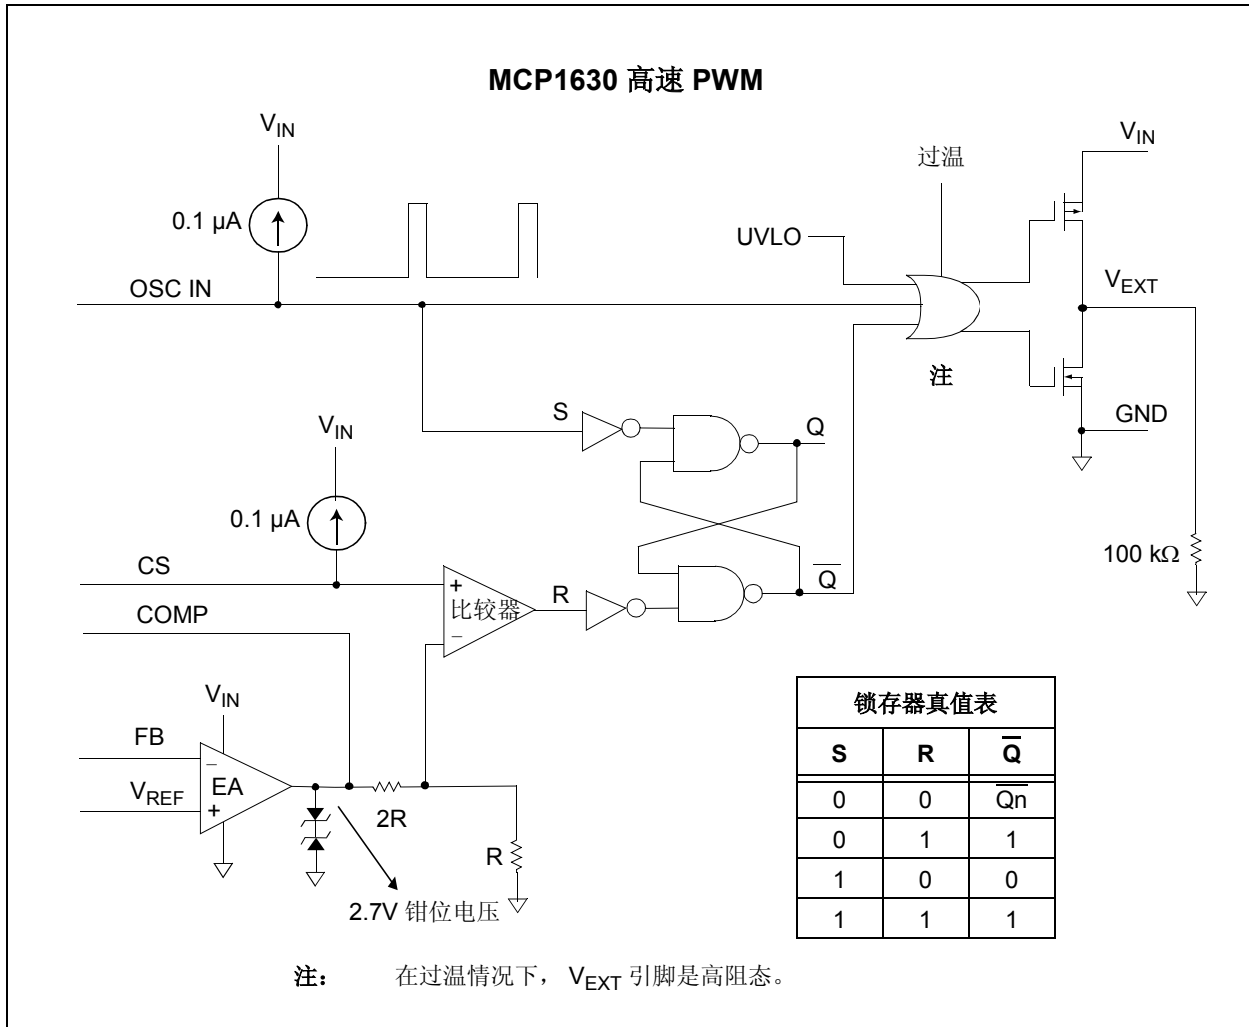 MCP1630 高速 PWM
V_IN
0.1 µA
OSC IN
过温
UVLO
V_IN
V_EXT
注
GND
100 kΩ
S
Q
V_IN
0.1 µA
CS
COMP
+
比较器
−
R
Q̅
V_IN
FB
V_REF
−
EA
+
2R
R
2.7V 钳位电压
锁存器真值表
S R Q̅
0 0 Q̅n̅
0 1 1
1 0 0
1 1 1
注： 在过温情况下， V_EXT 引脚是高阻态。